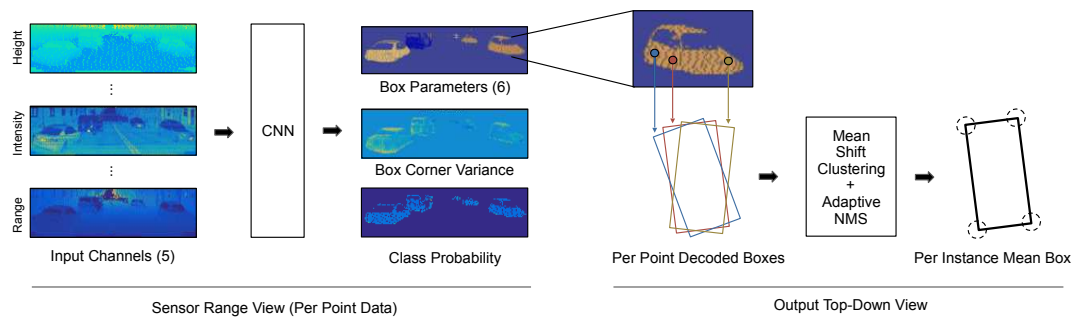 Height
Intensity
Range
Input Channels (5)
CNN
Box Parameters (6)
Box Corner Variance
Class Probability
Sensor Range View (Per Point Data)
Per Point Decoded Boxes
Mean
Shift
Clustering
+
Adaptive
NMS
Per Instance Mean Box
Output Top-Down View